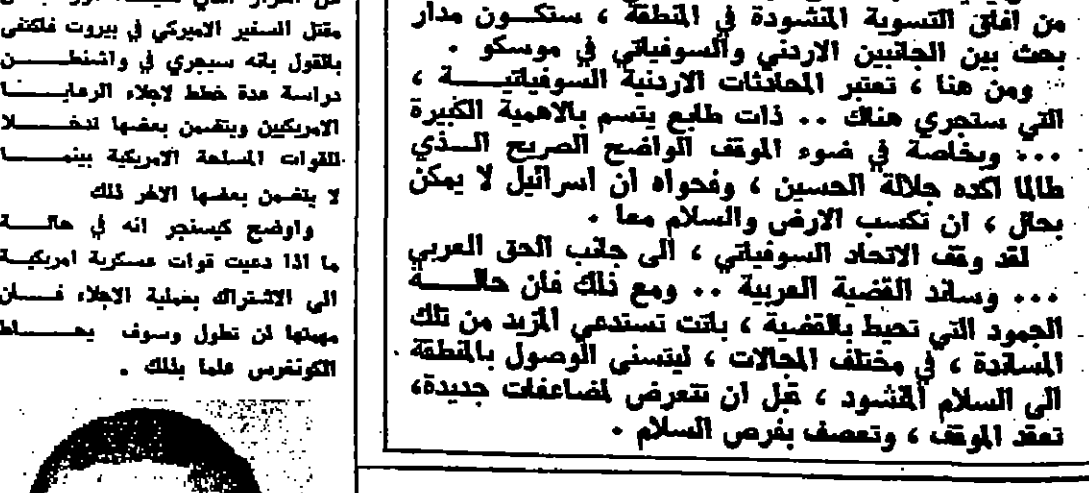 من آفاق التسوية المنشودة في المنطقة ، ستكون مدار
بحث بين الجانبين الاردني والسوفياتي في موسكو .
ومن هنا ، تعتبر المحادثات الاردنية السوفياتية ،
التي ستجري هناك .. ذات طابع يتسم بالاهمية الكبيرة
... وبخاصة في ضوء الموقف الواضح الصريح الذي
طالما اكده جلالة الحسين ، وفحواه ان اسرائيل لا يمكن
بحال ، ان تكسب الارض والسلام معا .
لقد وقف الاتحاد السوفياتي ، الى جانب الحق العربي
... وساند القضية العربية .. ومع ذلك فان حالة
الجمود التي تحيط بالقضية ، باتت تستدعي المزيد من تلك
المساندة ، في مختلف المجالات ، ليتسنى الوصول بالمنطقة
الى السلام المنشود ، قبل ان تتعرض لمضاعفات جديدة،
تعقد الموقف ، وتعصف بفرص السلام .
مقتل السفير الاميركي في بيروت فاكتفى
بالقول بانه سيجري في واشنطن
دراسة عدة خطط لاجلاء الرعايا
الامريكيين ويتضمن بعضها تدخلا
للقوات المسلحة الامريكية بينما
لا يتضمن بعضها الاخر ذلك
واوضح كيسنجر انه في حالة
ما اذا دعيت قوات عسكرية امريكية
الى الاشتراك بعملية الاجلاء فان
مهمتها لن تطول وسوف يحاط
الكونغرس علما بذلك .